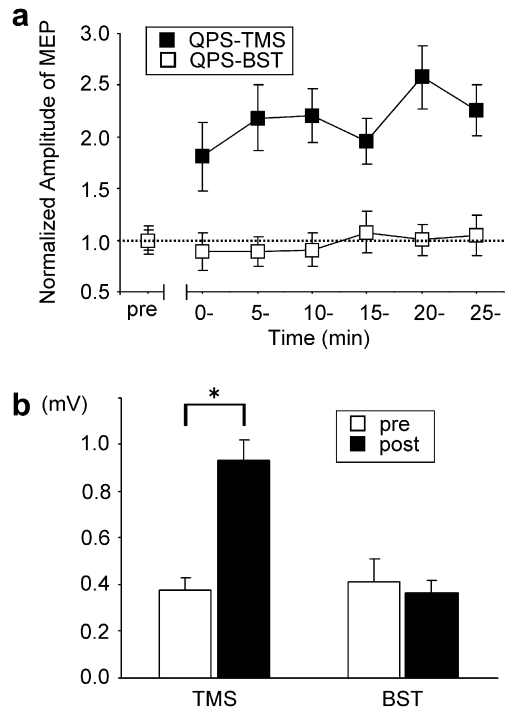 a
Normalized Amplitude of MEP
3.0
2.5
2.0
1.5
1.0
0.5
QPS-TMS
QPS-BST
pre
0- 5- 10- 15- 20- 25-
Time (min)
b (mV)
*
pre
post
1.0
0.8
0.6
0.4
0.2
0.0
TMS BST